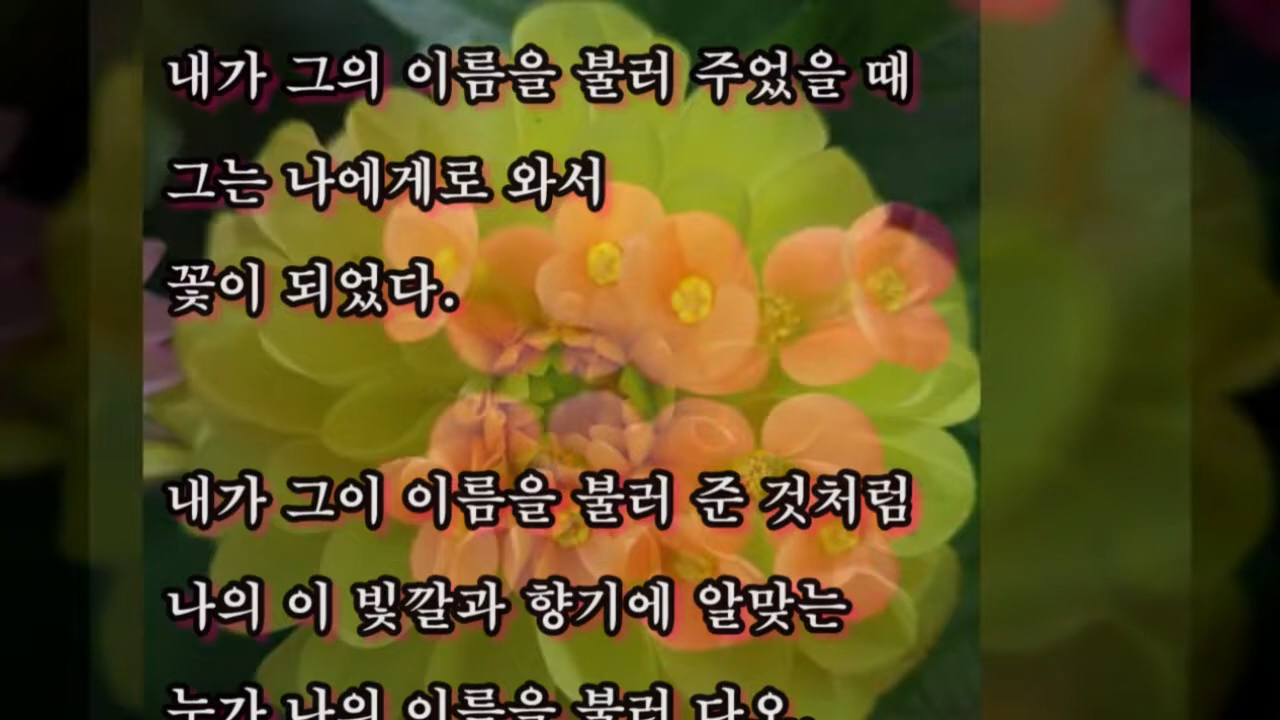 내가 그의 이름을 불러 주었을 때
그는 나에게로 와서
꽃이 되었다.
내가 그이 이름을 불러 준 것처럼
나의 이 빛깔과 향기에 알맞는
누가 나의 이름을 불러 다오.